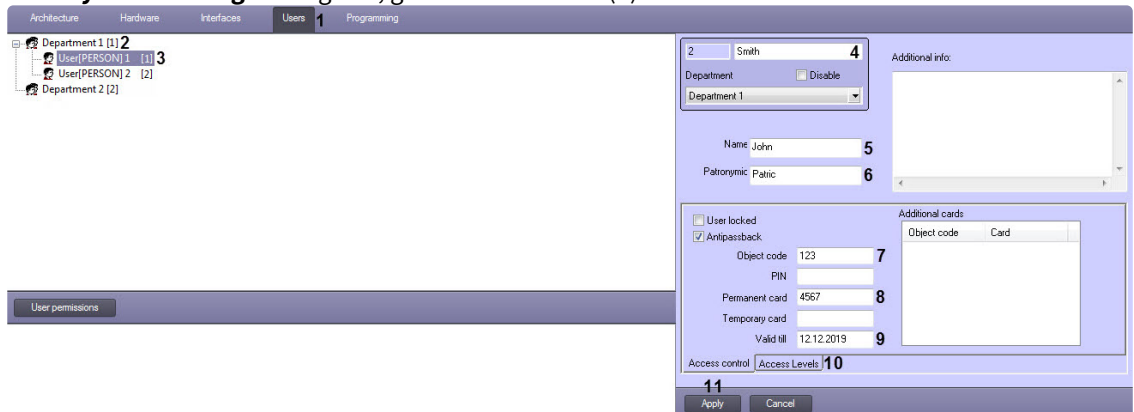 Architecture Hardware Interfaces Users 1 Programming
Department 1 [1] 2
User[PERSON] 1 [1] 3
User[PERSON] 2 [2]
Department 2 [2]
User permissions
2 Smith 4
Department Disable
Department 1
Name John 5
Patronymic Patric 6
Additional info:
User locked
Antipassback
Object code 123 7
PIN
Permanent card 4567 8
Temporary card
Valid till 12.12.2019 9
Additional cards
Object code Card
Access control Access Levels 10
11
Apply Cancel